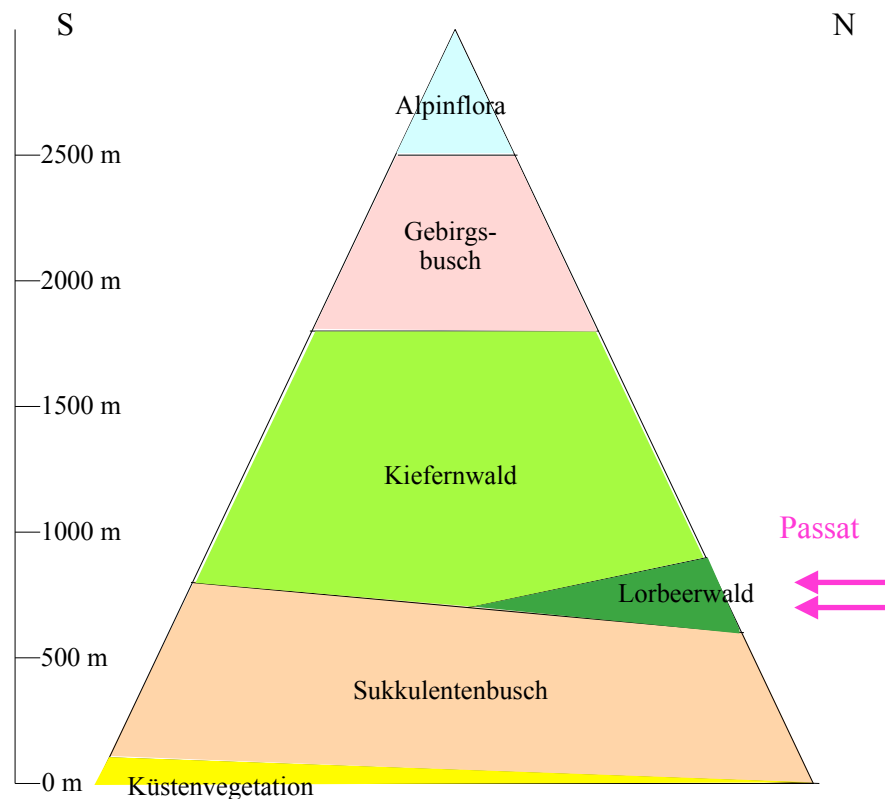 S
N
Alpinflora
2500 m
Gebirgs-
busch
2000 m
1500 m
Kiefernwald
1000 m
Passat
Lorbeerwald
500 m
Sukkulentenbusch
0 m
Küstenvegetation